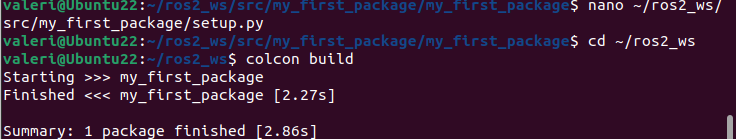 valeri@Ubuntu22:~/ros2_ws/src/my_first_package/my_first_package$ nano ~/ros2_ws/
src/my_first_package/setup.py
valeri@Ubuntu22:~/ros2_ws/src/my_first_package/my_first_package$ cd ~/ros2_ws
valeri@Ubuntu22:~/ros2_ws$ colcon build
Starting >>> my_first_package
Finished <<< my_first_package [2.27s]

Summary: 1 package finished [2.86s]